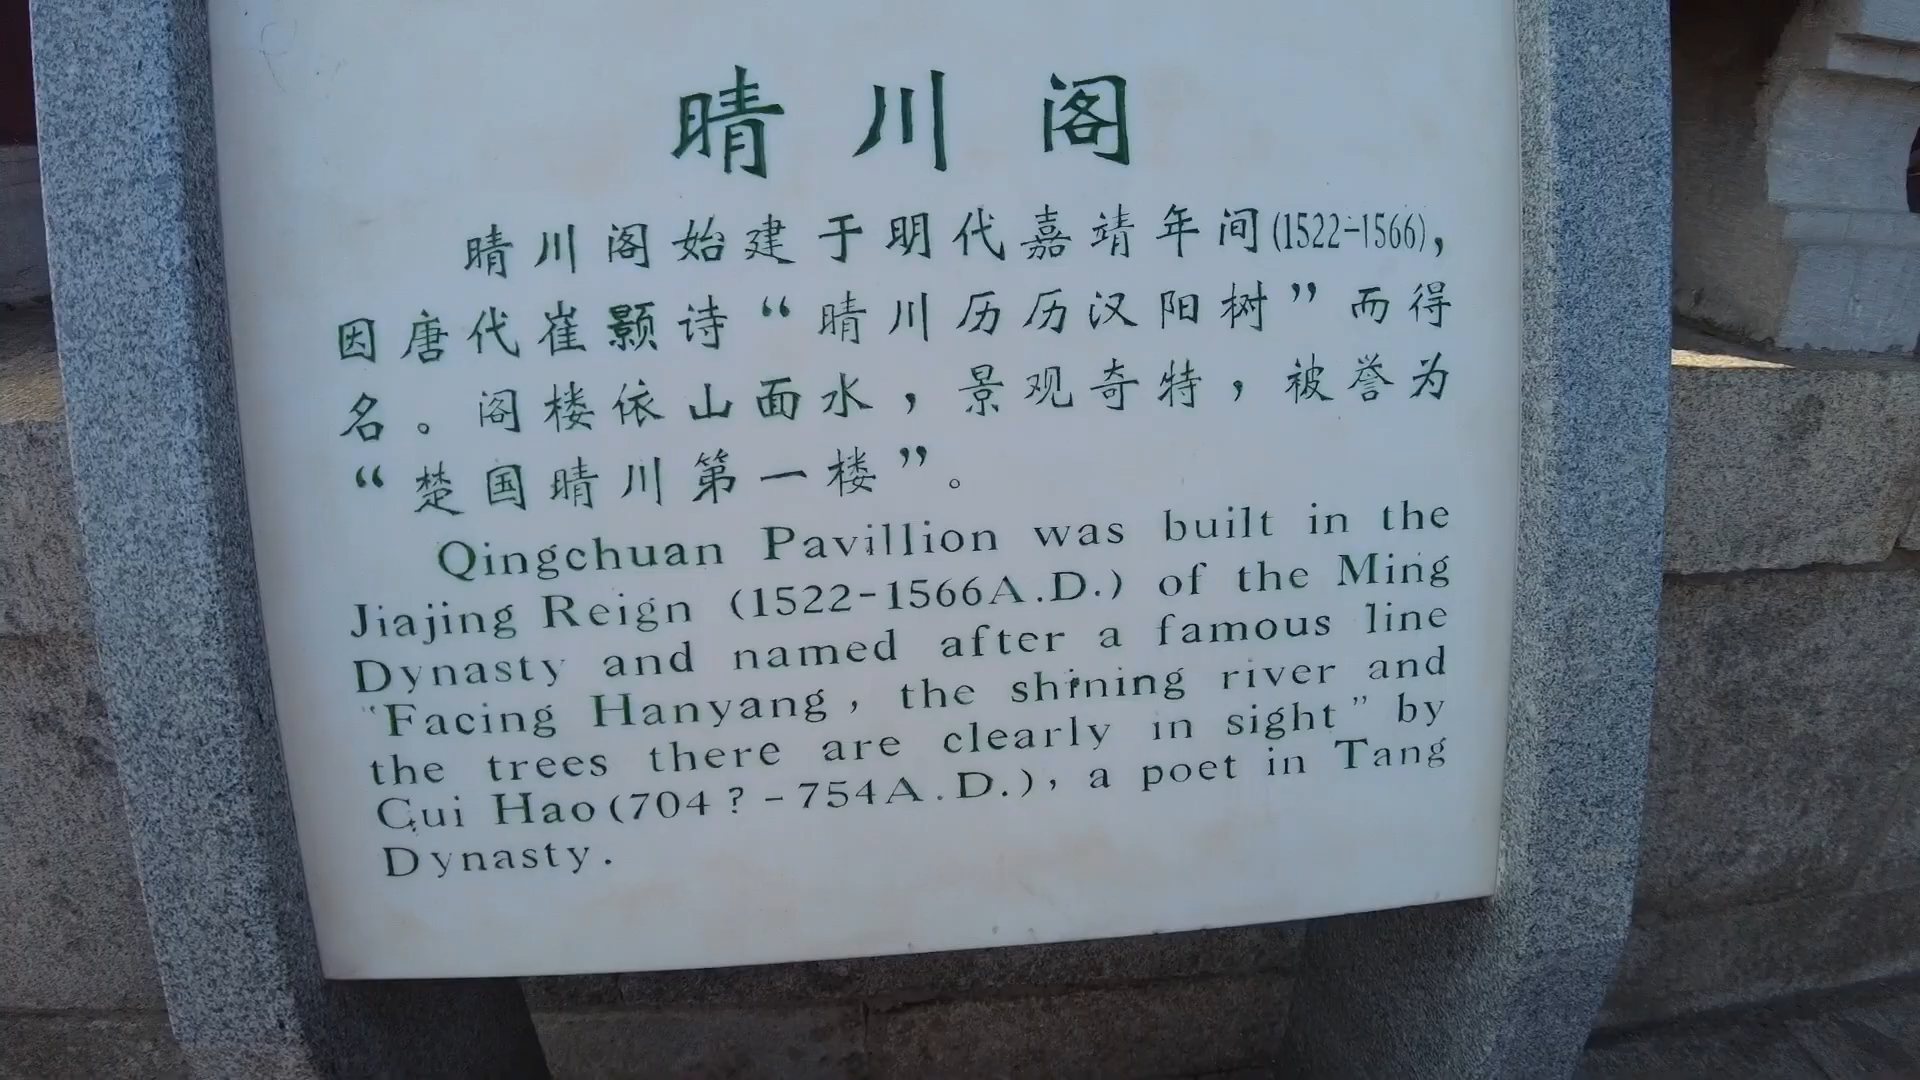 晴川阁
晴川阁始建于明代嘉靖年间(1522-1566),
因唐代崔颢诗“晴川历历汉阳树”而得
名。阁楼依山面水,景观奇特,被誉为
“楚国晴川第一楼”。
Qingchuan Pavillion was built in the
Jiajing Reign (1522-1566A.D.) of the Ming
Dynasty and named after a famous line
“Facing Hanyang, the shining river and
the trees there are clearly in sight” by
Cui Hao(704?-754A.D.), a poet in Tang
Dynasty.